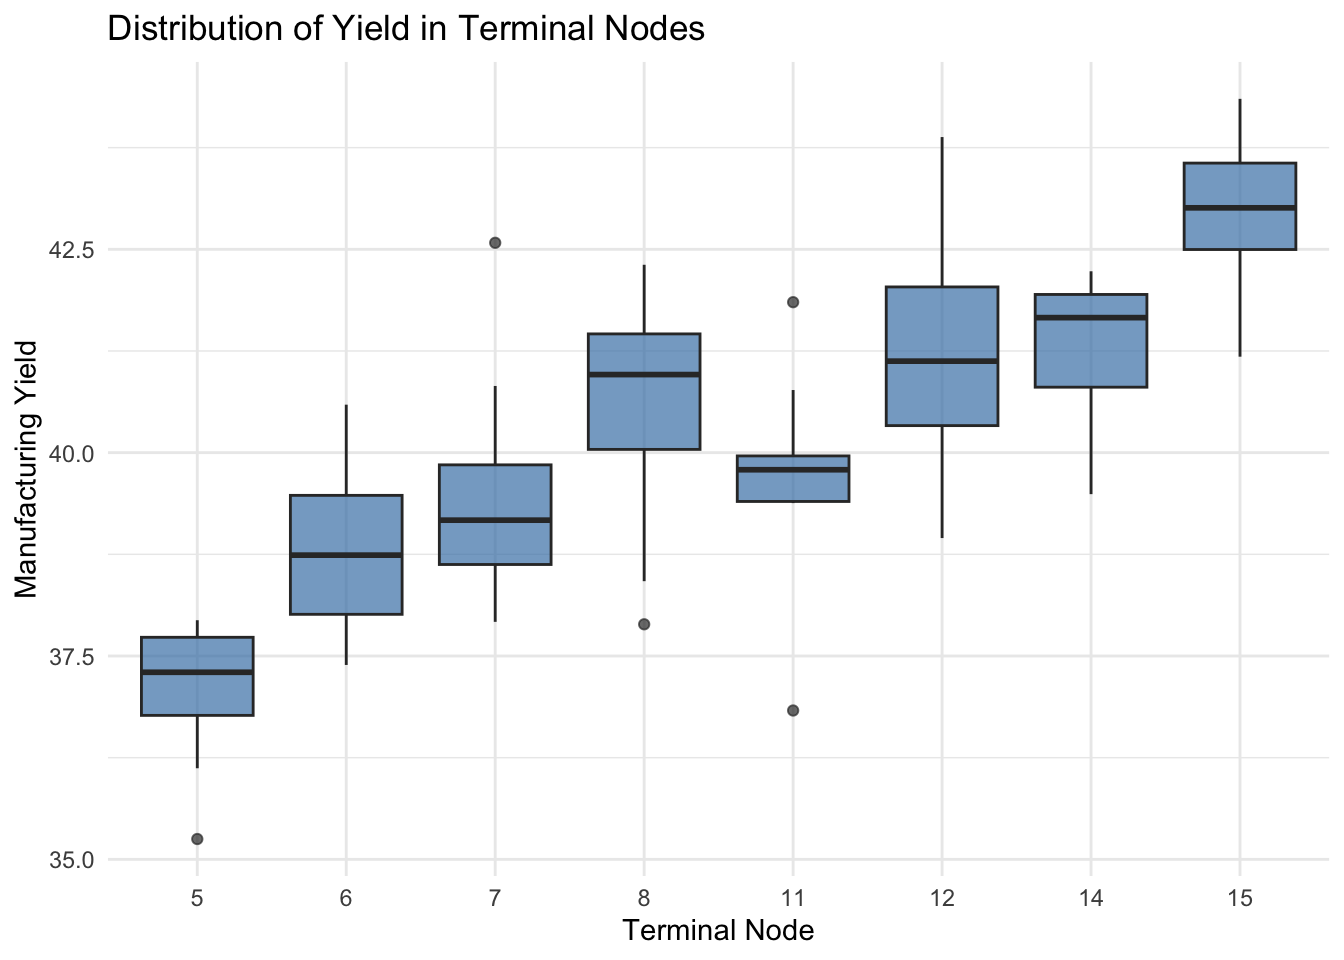 Distribution of Yield in Terminal Nodes
Manufacturing Yield
42.5
40.0
37.5
35.0
5 6 7 8 11 12 14 15
Terminal Node